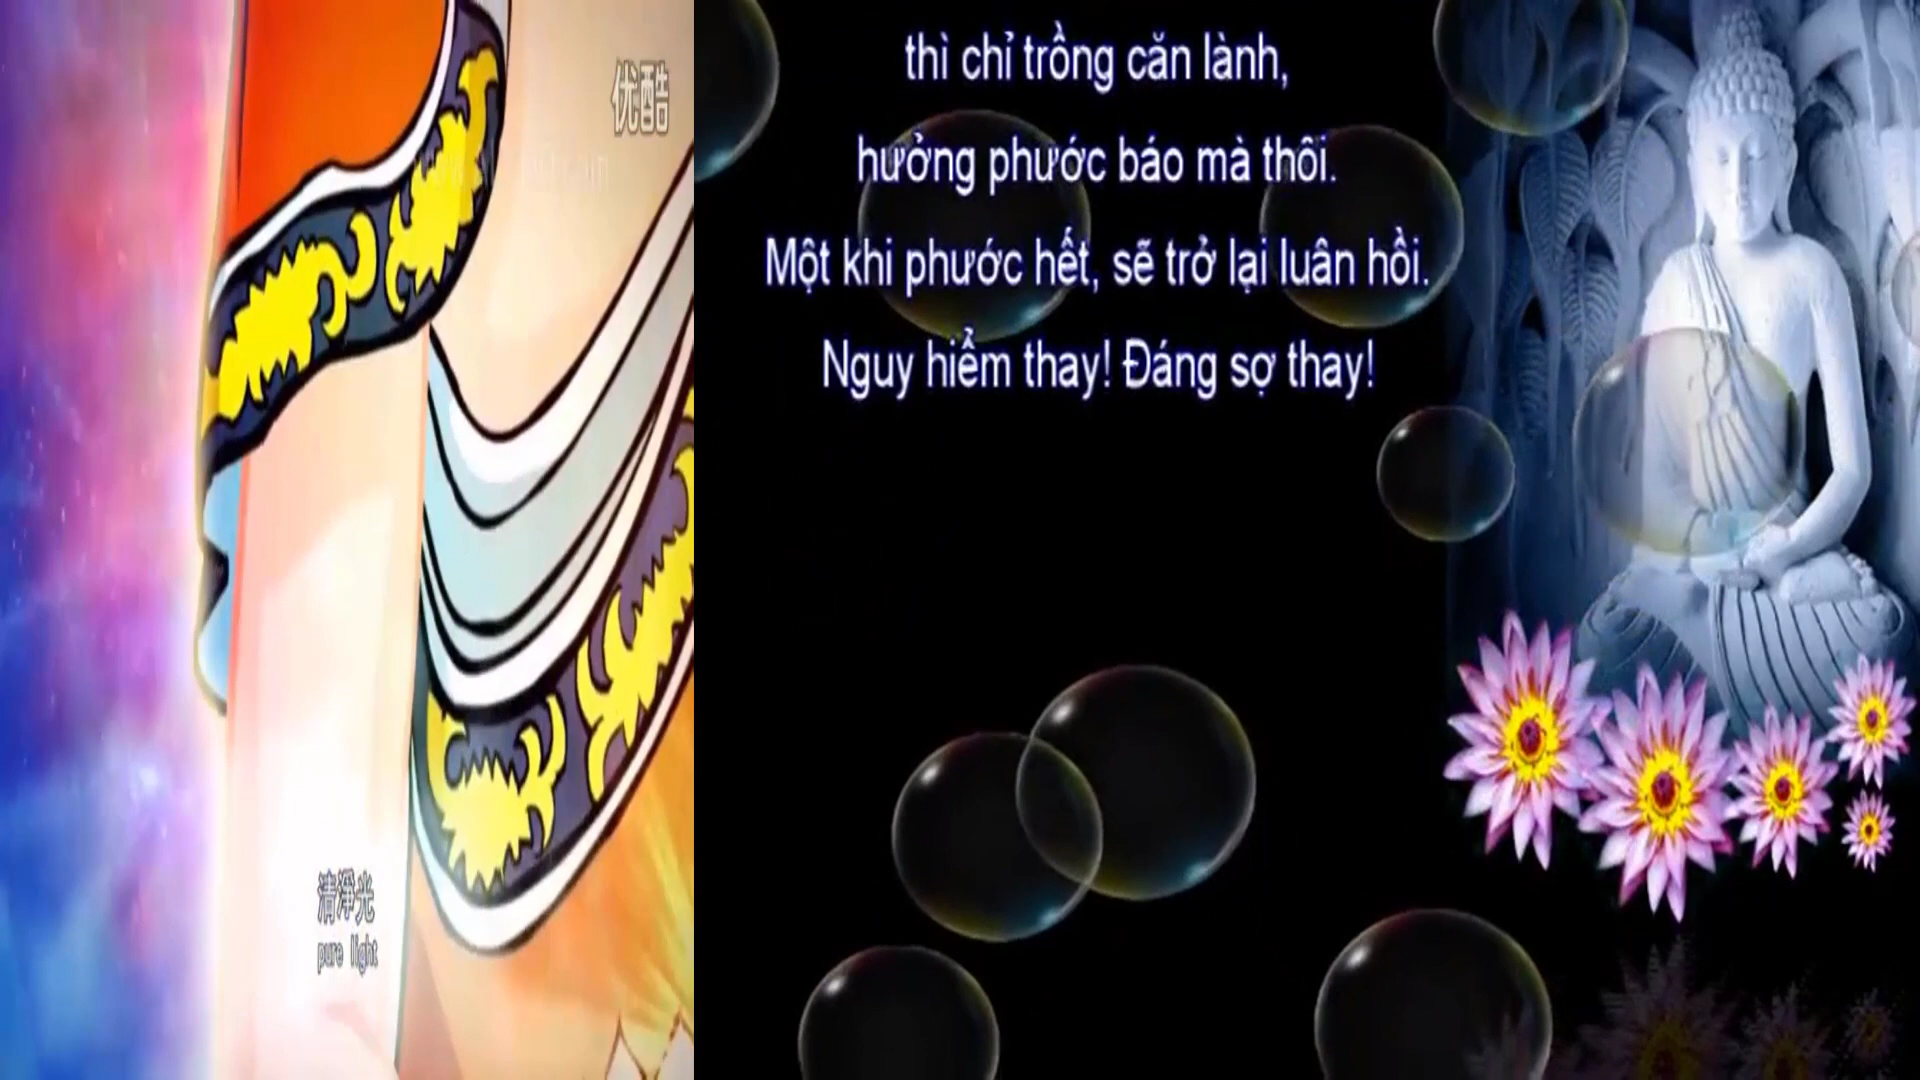 优酷
清淨光
pure light
thì chỉ trồng căn lành,
hưởng phước báo mà thôi.
Một khi phước hết, sẽ trở lại luân hồi.
Nguy hiểm thay! Đáng sợ thay!